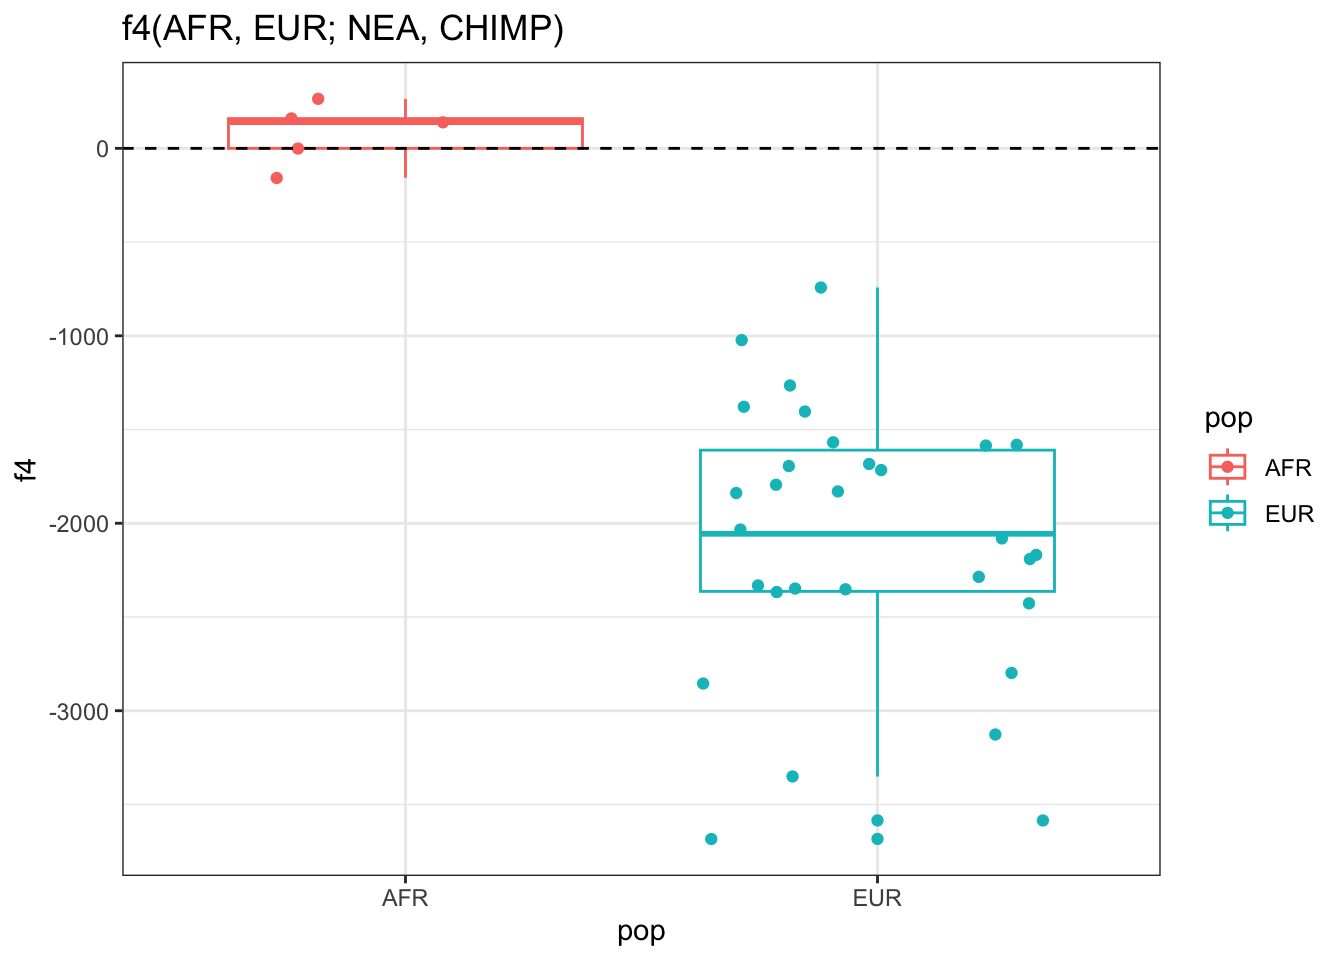 f4(AFR, EUR; NEA, CHIMP)
f4
0
-1000
-2000
-3000
AFR
EUR
pop
pop
AFR
EUR